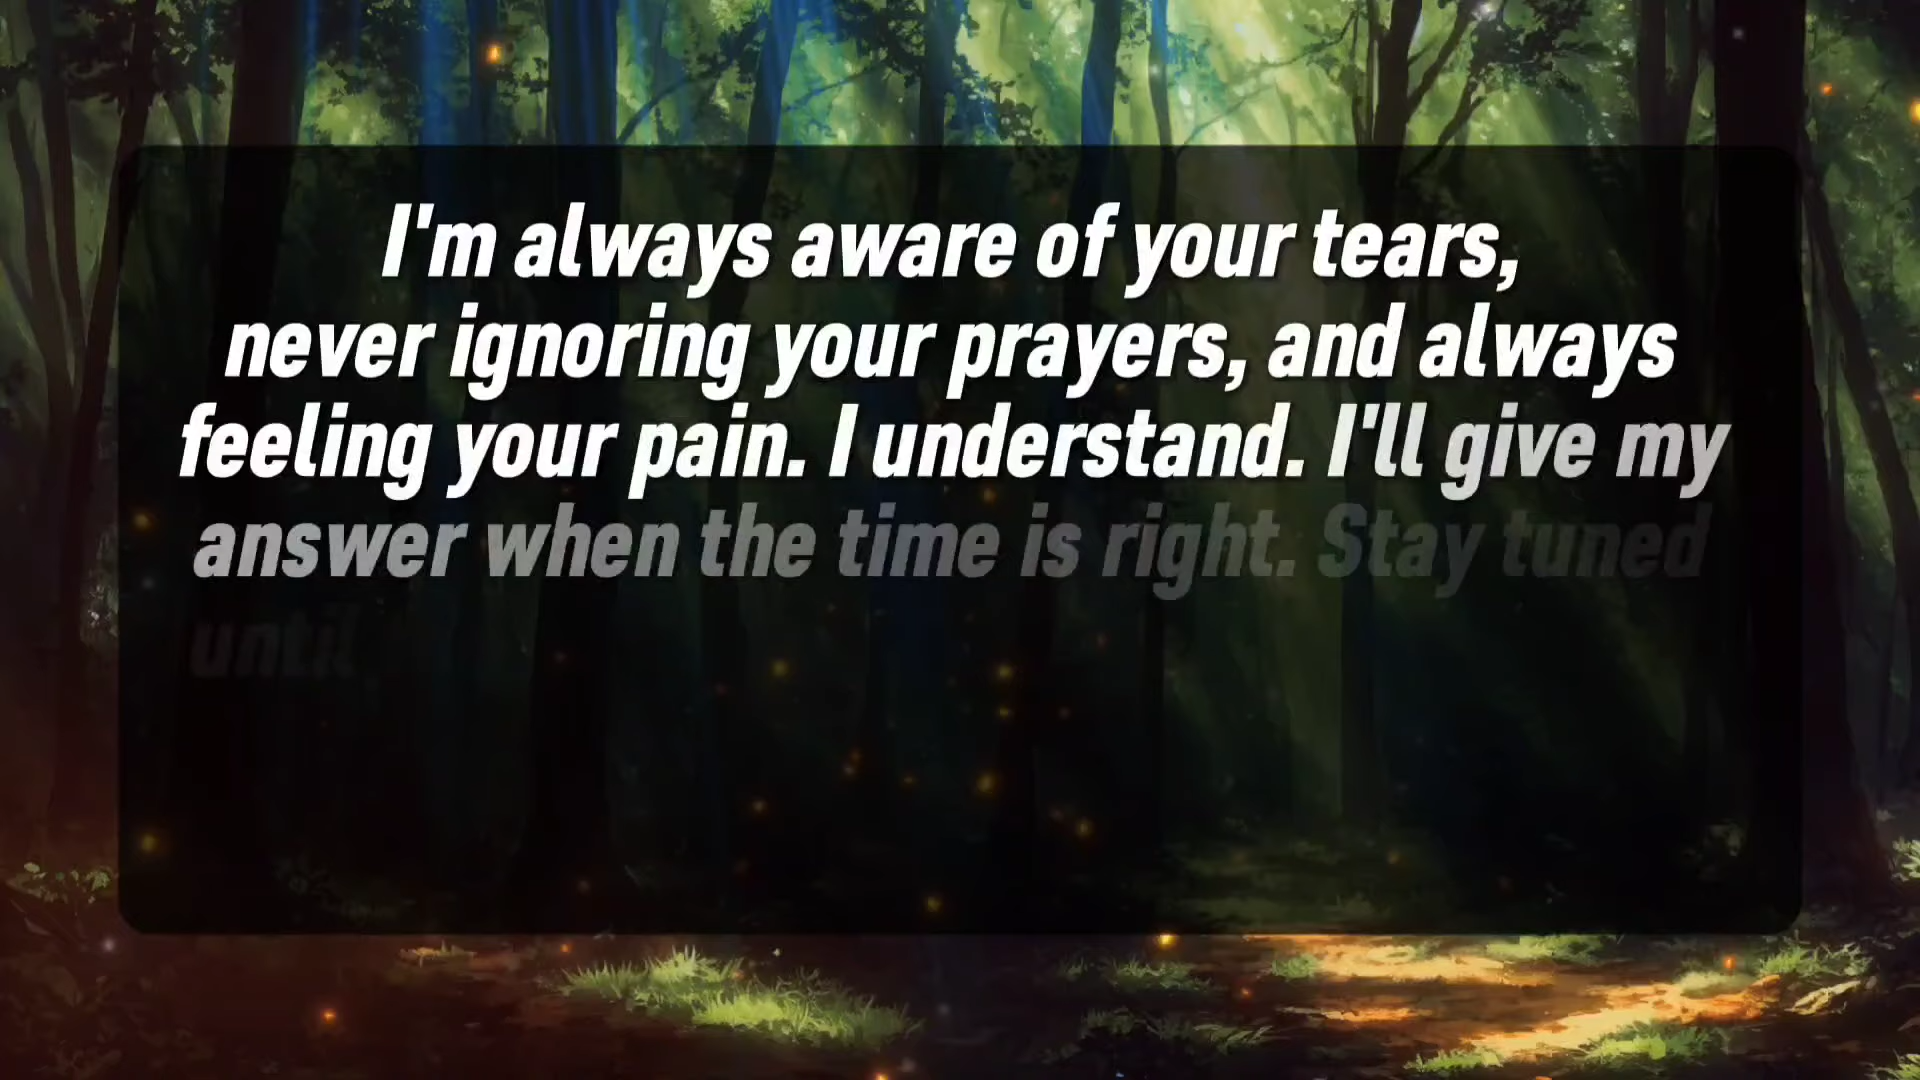 I'm always aware of your tears,
never ignoring your prayers, and always
feeling your pain. I understand. I'll give my
answer when the time is right. Stay tuned
until